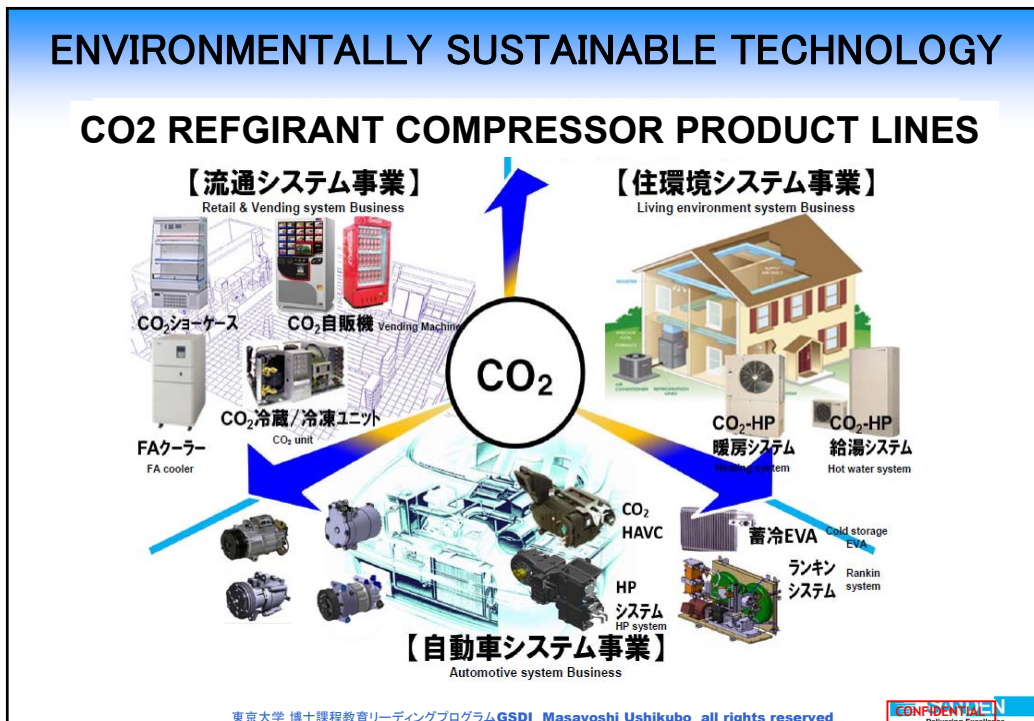 ENVIRONMENTALLY SUSTAINABLE TECHNOLOGY
CO2 REFGIRANT COMPRESSOR PRODUCT LINES
【流通システム事業】
Retail & Vending system Business
【住環境システム事業】
Living environment system Business
CO₂ショーケース
CO₂自販機 Vending Machine
FAクーラー
FA cooler
CO₂冷蔵/冷凍ユニット
CO₂ unit
CO₂
CO₂-HP
暖房システム
Heating system
CO₂-HP
給湯システム
Hot water system
CO₂
HAVC
HP
システム
HP system
蓄冷EVA
Cold storage
EVA
ランキン
システム
Rankin
system
【自動車システム事業】
Automotive system Business
東京大学 博士課程教育リーディングプログラムGSDI Masayoshi Ushikubo all rights reserved
CONFIDENTIAL
SANDEN
Delivering Excellence